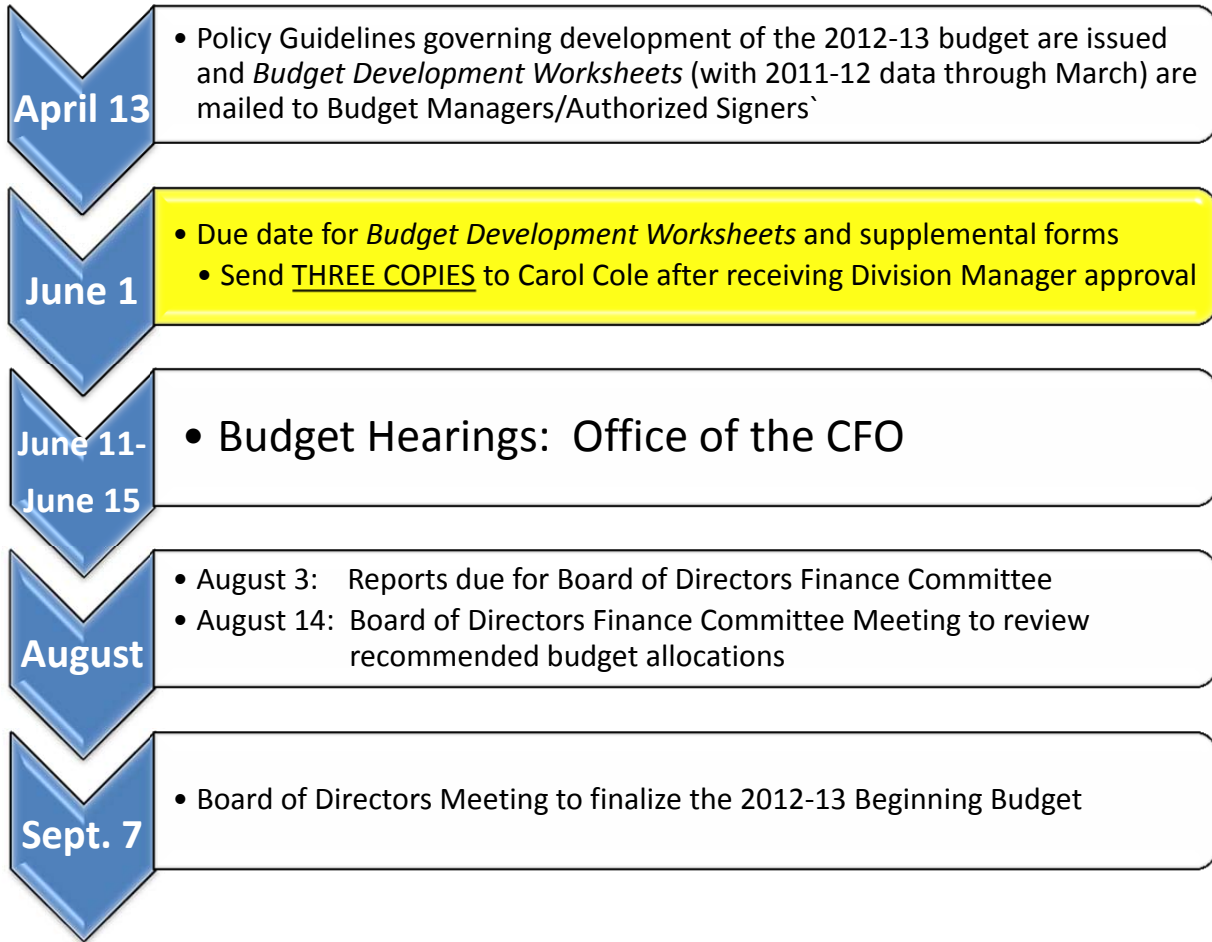 April 13
• Policy Guidelines governing development of the 2012-13 budget are issued
and Budget Development Worksheets (with 2011-12 data through March) are
mailed to Budget Managers/Authorized Signers`
June 1
• Due date for Budget Development Worksheets and supplemental forms
• Send THREE COPIES to Carol Cole after receiving Division Manager approval
June 11-
June 15
• Budget Hearings: Office of the CFO
August
• August 3: Reports due for Board of Directors Finance Committee
• August 14: Board of Directors Finance Committee Meeting to review
recommended budget allocations
Sept. 7
• Board of Directors Meeting to finalize the 2012-13 Beginning Budget